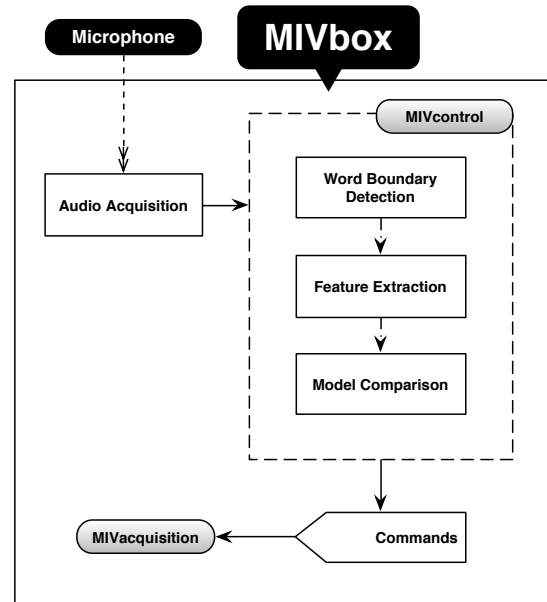 Microphone
MIVbox
MIVcontrol
Audio Acquisition
Word Boundary
Detection
Feature Extraction
Model Comparison
MIVacquisition
Commands